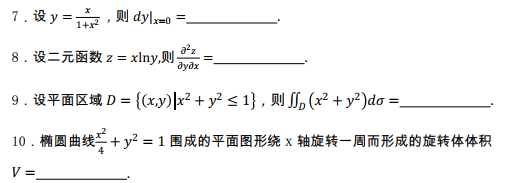 7．设 y = x/(1+x²)，则 dy|ₓ₌₀ =____________.
8．设二元函数 z = xlny,则 ∂²z/∂y∂x =____________.
9．设平面区域 D = {(x,y)|x² + y² ≤ 1}，则 ∬_D (x² + y²)dσ =____________.
10．椭圆曲线 x²/4 + y² = 1 围成的平面图形绕 x 轴旋转一周而形成的旋转体体积
V =____________.